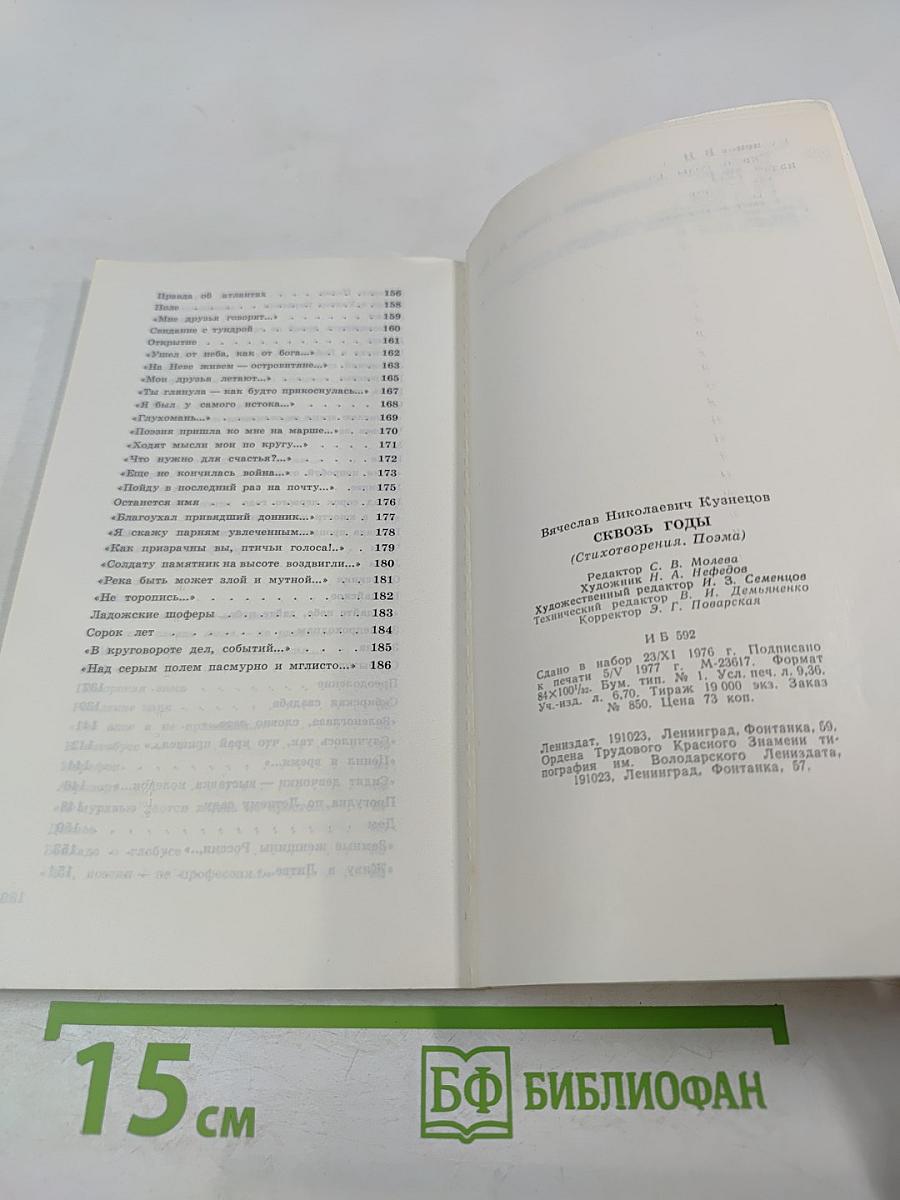 Правда об атлантах . . . . . . . 156
Поле . . . . . . . . . . . . 158
«Мне друзья говорят...» . . . . . . 159
Свидание с тундрой . . . . . . . 160
Открытие . . . . . . . . . . . 161
«Ушел от неба, как от бога...» . . . . 162
«На Неве живем — островитяне...» . . . 163
«Мои друзья летают...» . . . . . . 165
«Ты глянула — как будто прикоснулась...» 167
«Я был у самого истока...» . . . . . 168
«Глухомань...» . . . . . . . . . 169
«Поэзия пришла ко мне на марше...» . . 170
«Ходят мысли мои по кругу...» . . . . 171
«Что нужно для счастья?...» . . . . . 172
«Еще не кончилась война...» . . . . . 173
«Пойду в последний раз на почту...» . . 175
Останется имя . . . . . . . . . 176
«Благоухал привядший донник...» . . . . 177
«Я скажу парням увлеченным...» . . . . 178
«Как призрачны вы, птичьи голоса!..» . . 179
«Солдату памятник на высоте воздвигли...» 180
«Река быть может злой и мутной...» . . . 181
«Не торопись...» . . . . . . . . . 182
Ладожские шоферы . . . . . . . . 183
Сорок лет . . . . . . . . . . . 184
«В круговороте дел, событий...» . . . . . 185
«Над серым полем пасмурно и мглисто...» 186
Вячеслав Николаевич Кузнецов
СКВОЗЬ ГОДЫ
(Стихотворения. Поэма)
Редактор С. В. Молева
Художник Н. А. Нефедов
Художественный редактор И. З. Семенцов
Технический редактор В. И. Демьяненко
Корректор Э. Г. Поварская
И Б 592
Сдано в набор 23/XI 1976 г. Подписано
к печати 5/V 1977 г. М-23617. Формат
84×100¹/₃₂. Бум. тип. № 1. Усл. печ. л. 9,36.
Уч.-изд. л. 6,70. Тираж 19 000 экз. Заказ
№ 850. Цена 73 коп.
Лениздат, 191023, Ленинград, Фонтанка, 59.
Ордена Трудового Красного Знамени ти-
пография им. Володарского Лениздата,
191023, Ленинград, Фонтанка, 57.
15 см
БФ БИБЛИОФАН